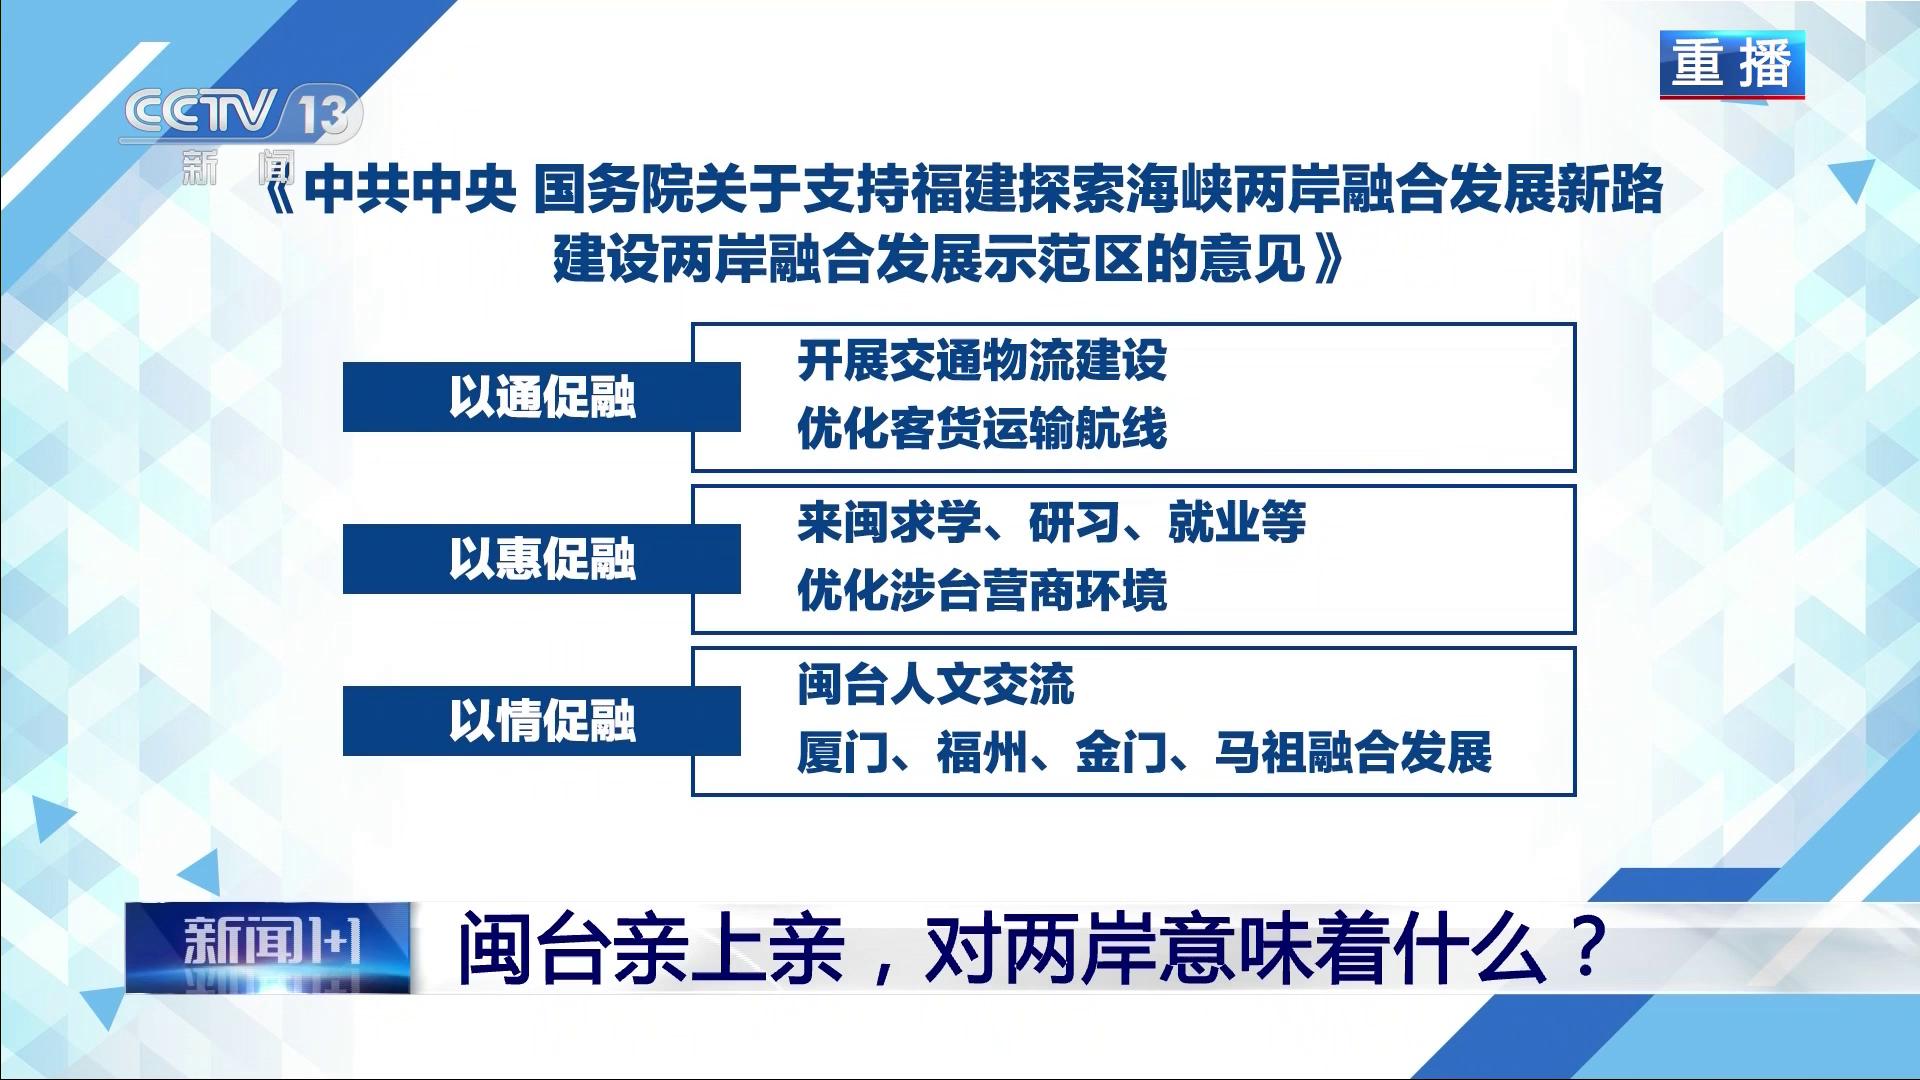 重播
CCTV 13
新 闻
《中共中央 国务院关于支持福建探索海峡两岸融合发展新路
建设两岸融合发展示范区的意见》
以通促融
开展交通物流建设
优化客货运输航线
以惠促融
来闽求学、研习、就业等
优化涉台营商环境
以情促融
闽台人文交流
厦门、福州、金门、马祖融合发展
新闻1+1
闽台亲上亲，对两岸意味着什么？